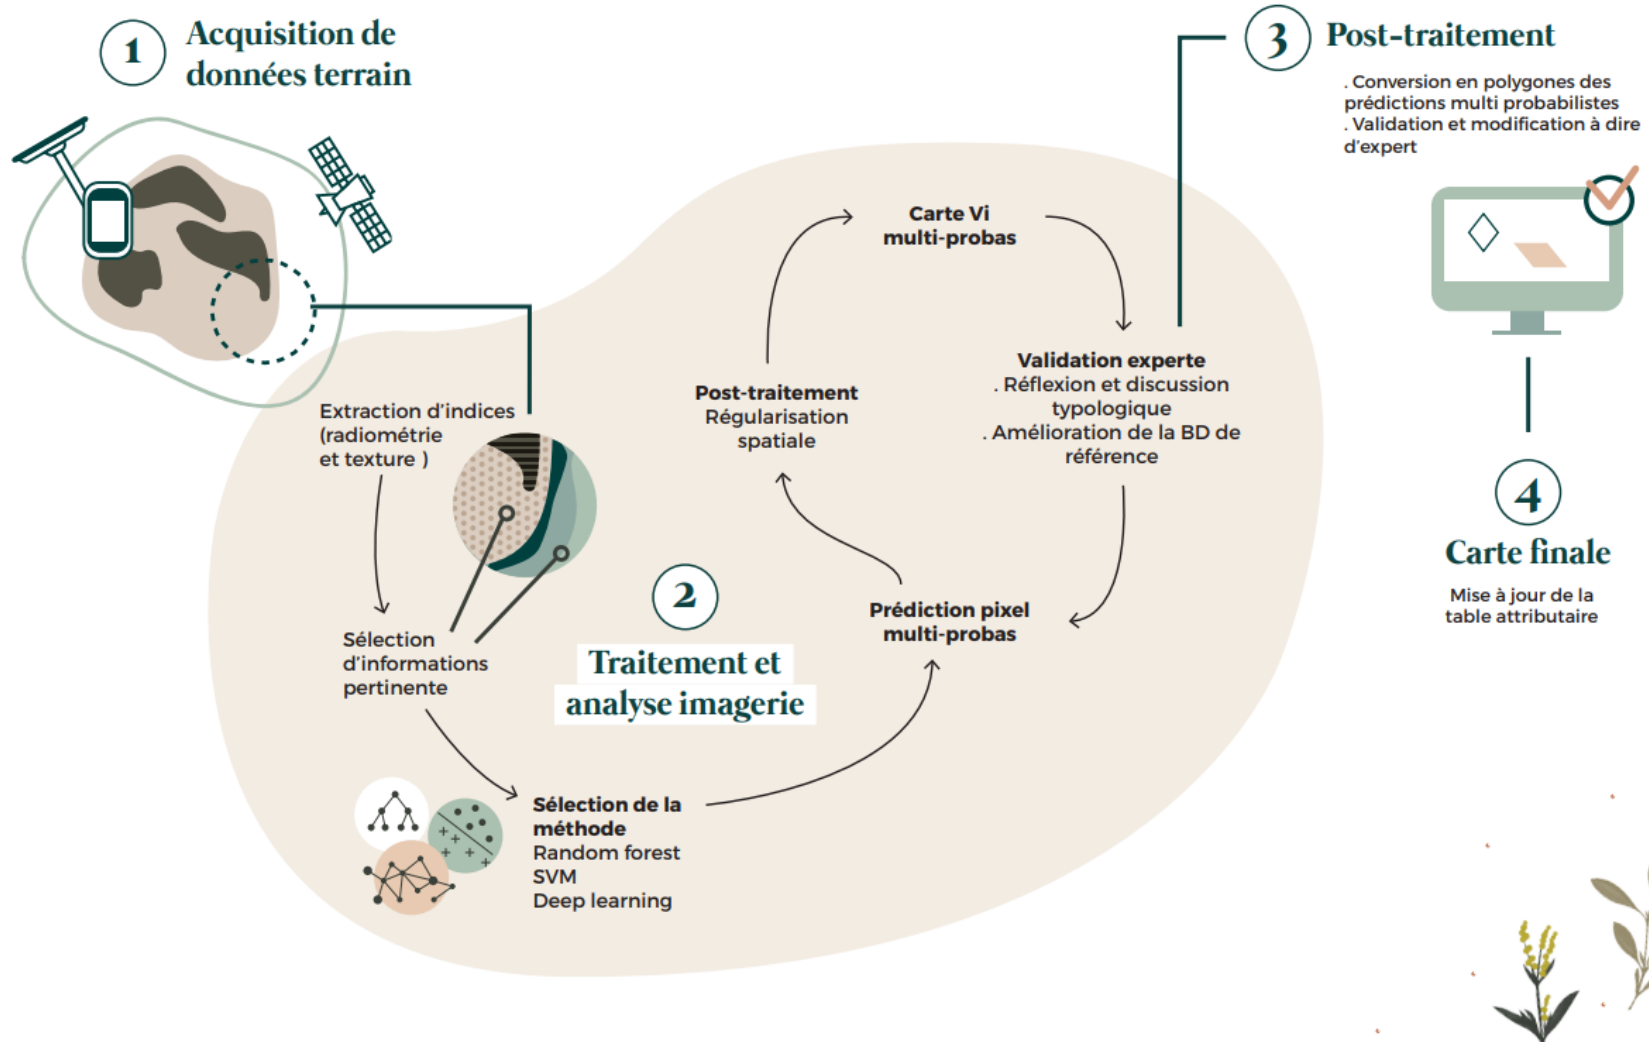 1
Acquisition de
données terrain
Extraction d'indices
(radiométrie
et texture )
Sélection
d'informations
pertinente
2
Traitement et
analyse imagerie
Sélection de la
méthode
Random forest
SVM
Deep learning
Prédiction pixel
multi-probas
Post-traitement
Régularisation
spatiale
Carte Vi
multi-probas
Validation experte
. Réflexion et discussion
typologique
. Amélioration de la BD de
référence
3
Post-traitement
. Conversion en polygones des
prédictions multi probabilistes
. Validation et modification à dire
d'expert
4
Carte finale
Mise à jour de la
table attributaire